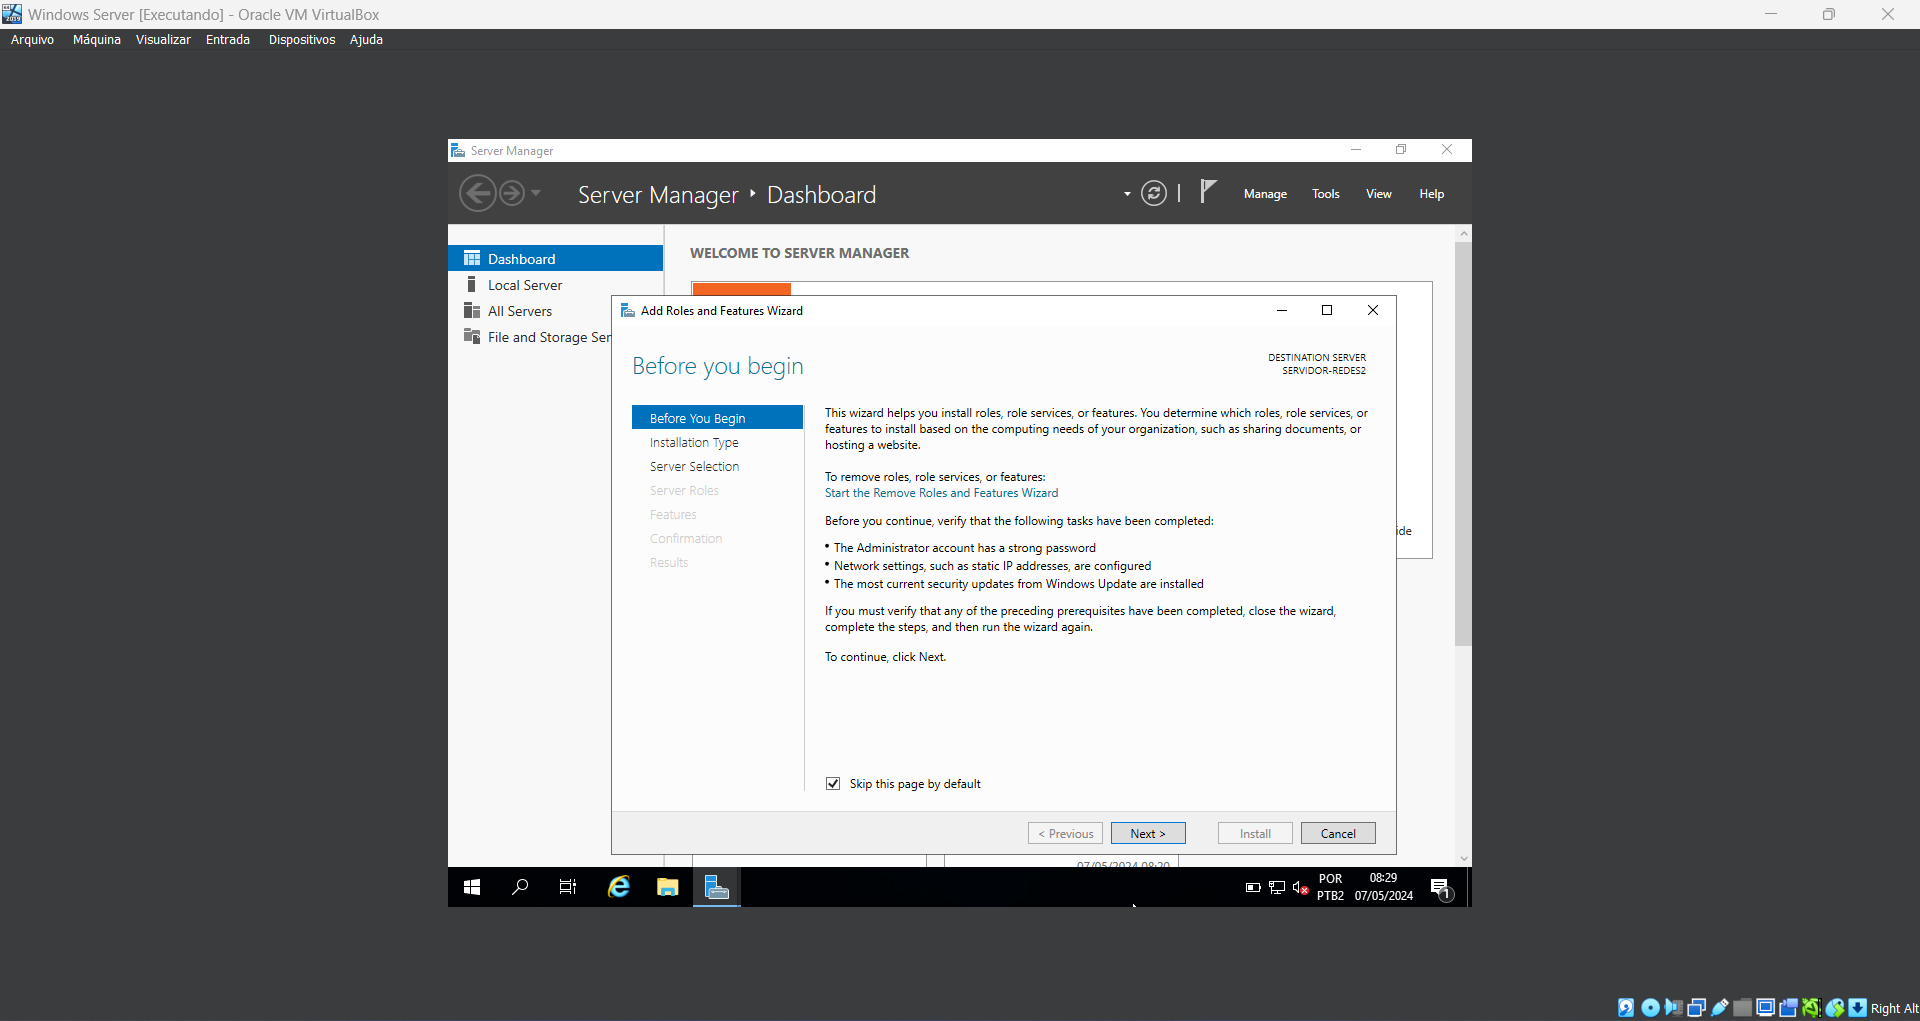 Windows Server [Executando] - Oracle VM VirtualBox
Arquivo Máquina Visualizar Entrada Dispositivos Ajuda
Server Manager
Server Manager Dashboard
Manage Tools View Help
Dashboard
Local Server
All Servers
File and Storage Ser
WELCOME TO SERVER MANAGER
Add Roles and Features Wizard
Before you begin
DESTINATION SERVER
SERVIDOR-REDES2
Before You Begin
Installation Type
Server Selection
Server Roles
Features
Confirmation
Results
This wizard helps you install roles, role services, or features. You determine which roles, role services, or
features to install based on the computing needs of your organization, such as sharing documents, or
hosting a website.
To remove roles, role services, or features:
Start the Remove Roles and Features Wizard
Before you continue, verify that the following tasks have been completed:
• The Administrator account has a strong password
• Network settings, such as static IP addresses, are configured
• The most current security updates from Windows Update are installed
If you must verify that any of the preceding prerequisites have been completed, close the wizard,
complete the steps, and then run the wizard again.
To continue, click Next.
Skip this page by default
< Previous Next > Install Cancel
ide
07/05/2024 08:20
POR
PTB2
08:29
07/05/2024
1
Right Alt